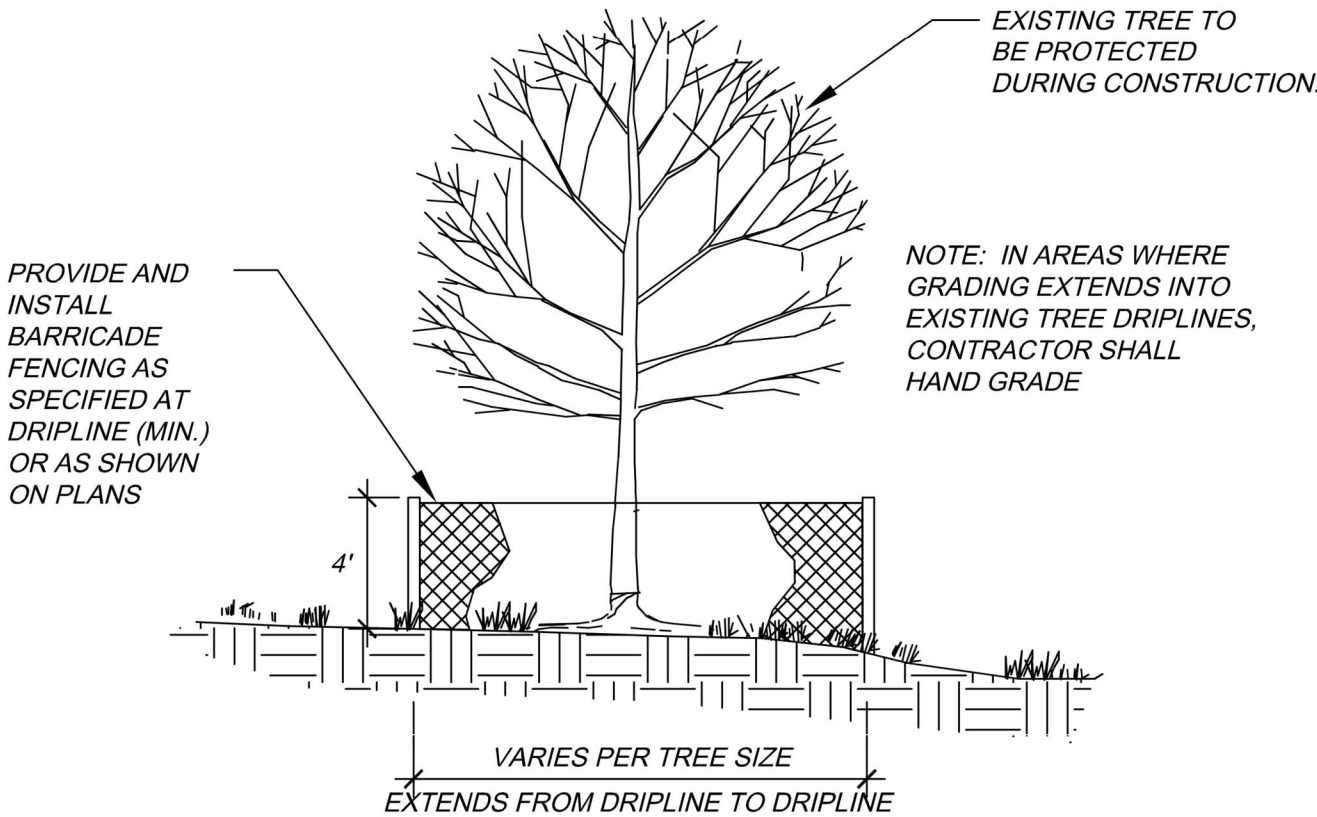 EXISTING TREE TO
BE PROTECTED
DURING CONSTRUCTION.
PROVIDE AND
INSTALL
BARRICADE
FENCING AS
SPECIFIED AT
DRIPLINE (MIN.)
OR AS SHOWN
ON PLANS
NOTE: IN AREAS WHERE
GRADING EXTENDS INTO
EXISTING TREE DRIPLINES,
CONTRACTOR SHALL
HAND GRADE
4'
VARIES PER TREE SIZE
EXTENDS FROM DRIPLINE TO DRIPLINE